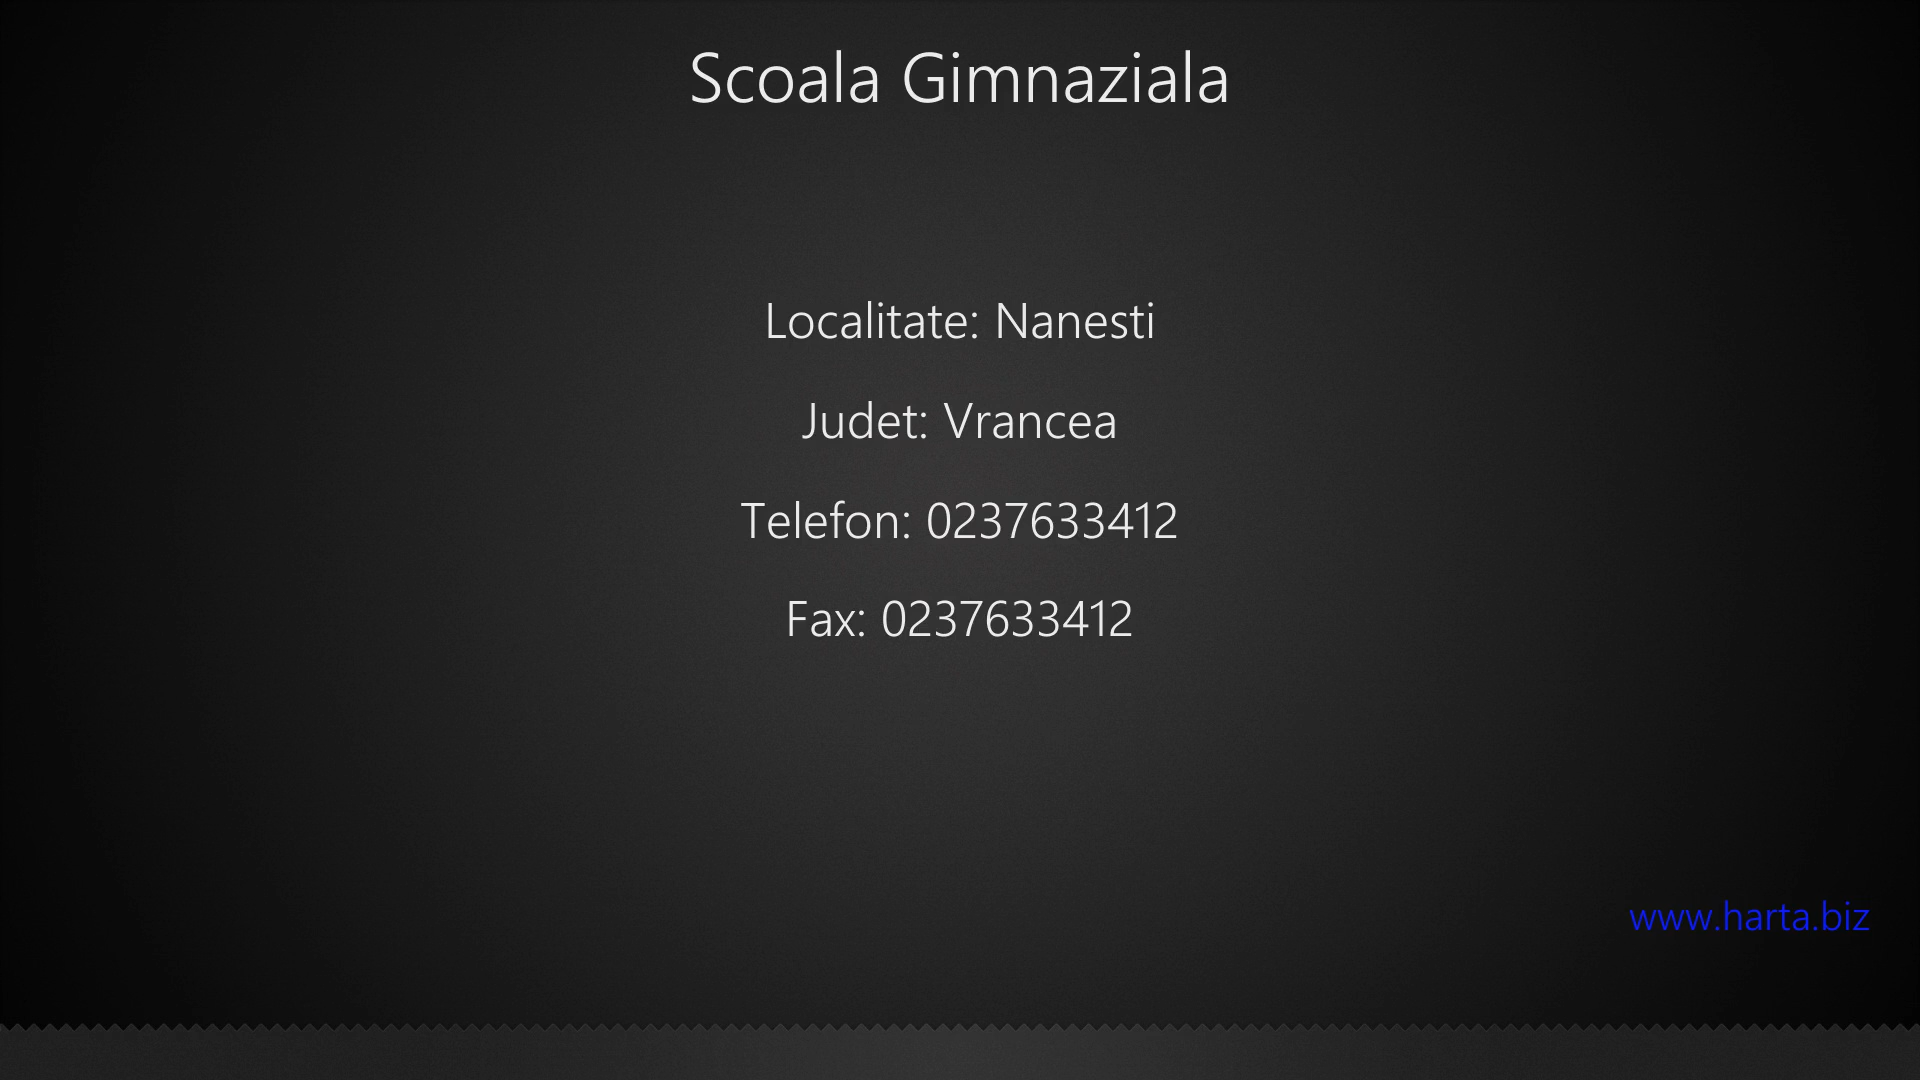 Scoala Gimnaziala
Localitate: Nanesti
Judet: Vrancea
Telefon: 0237633412
Fax: 0237633412
www.harta.biz